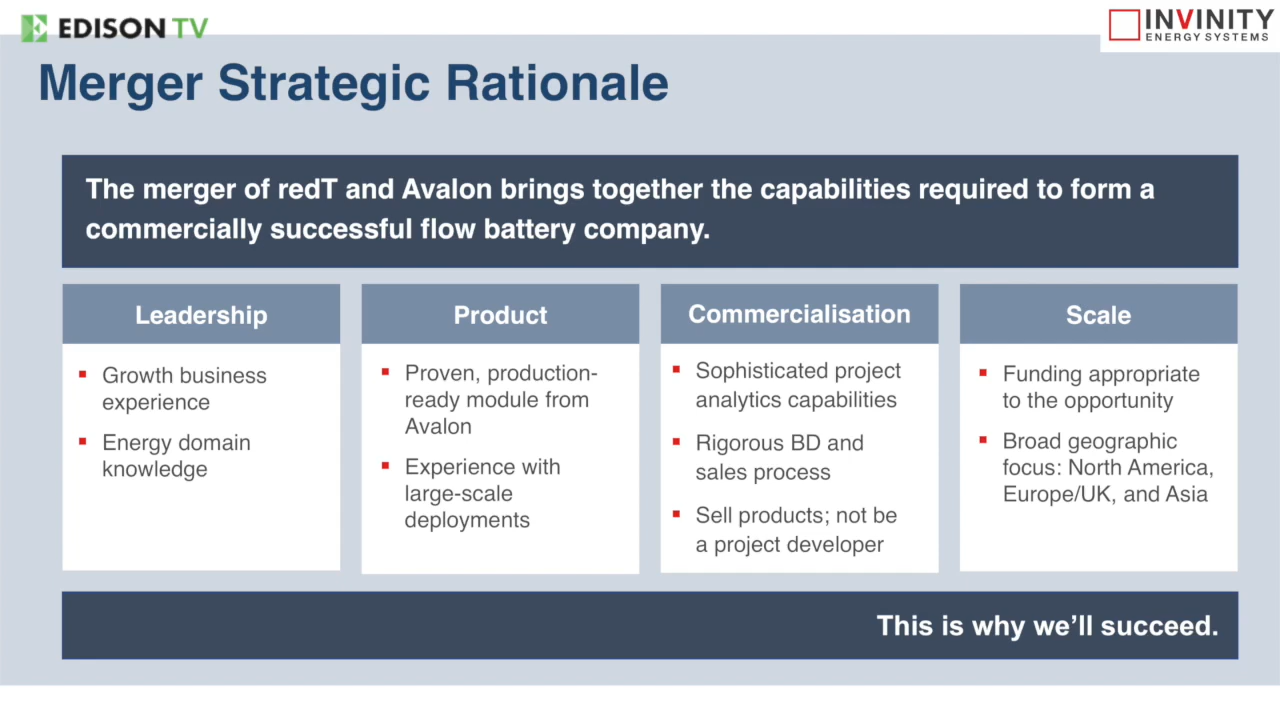 EDISON TV
INVINITY
ENERGY SYSTEMS
Merger Strategic Rationale
The merger of redT and Avalon brings together the capabilities required to form a
commercially successful flow battery company.
Leadership
▪ Growth business
experience
▪ Energy domain
knowledge
Product
▪ Proven, production-
ready module from
Avalon
▪ Experience with
large-scale
deployments
Commercialisation
▪ Sophisticated project
analytics capabilities
▪ Rigorous BD and
sales process
▪ Sell products; not be
a project developer
Scale
▪ Funding appropriate
to the opportunity
▪ Broad geographic
focus: North America,
Europe/UK, and Asia
This is why we’ll succeed.